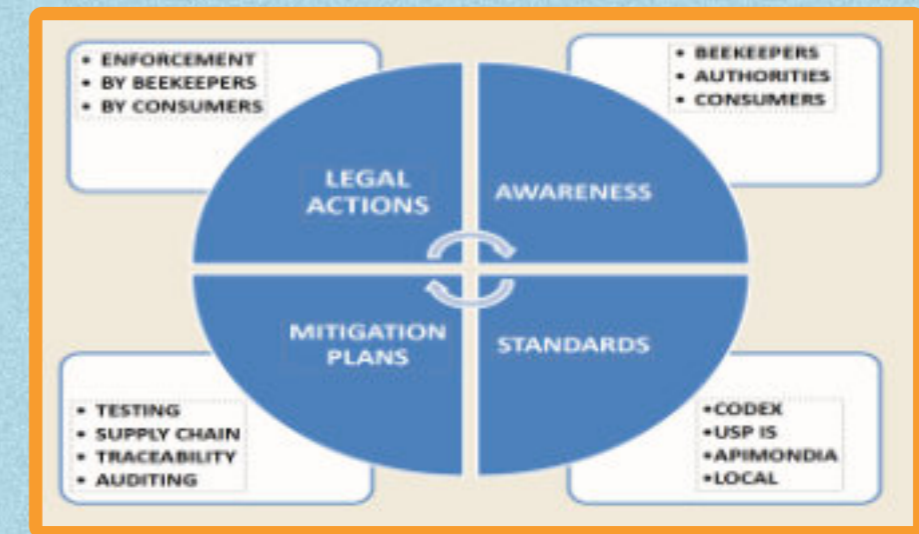 • ENFORCEMENT
• BY BEEKEEPERS
• BY CONSUMERS
• BEEKEEPERS
• AUTHORITIES
• CONSUMERS
LEGAL
ACTIONS
AWARENESS
MITIGATION
PLANS
STANDARDS
• TESTING
• SUPPLY CHAIN
• TRACEABILITY
• AUDITING
•CODEX
•USP IS
•APIMONDIA
•LOCAL